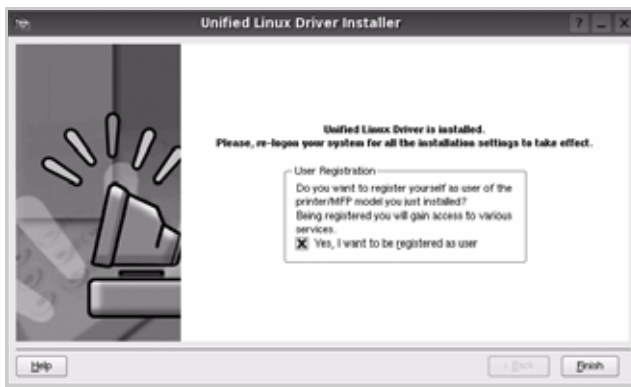 Unified Linux Driver Installer
Unified Linux Driver is installed.
Please, re-logon your system for all the installation settings to take effect.
User Registration
Do you want to register yourself as user of the
printer/MFP model you just installed?
Being registered you will gain access to various
services.
Yes, I want to be registered as user
Help
< Back
Finish